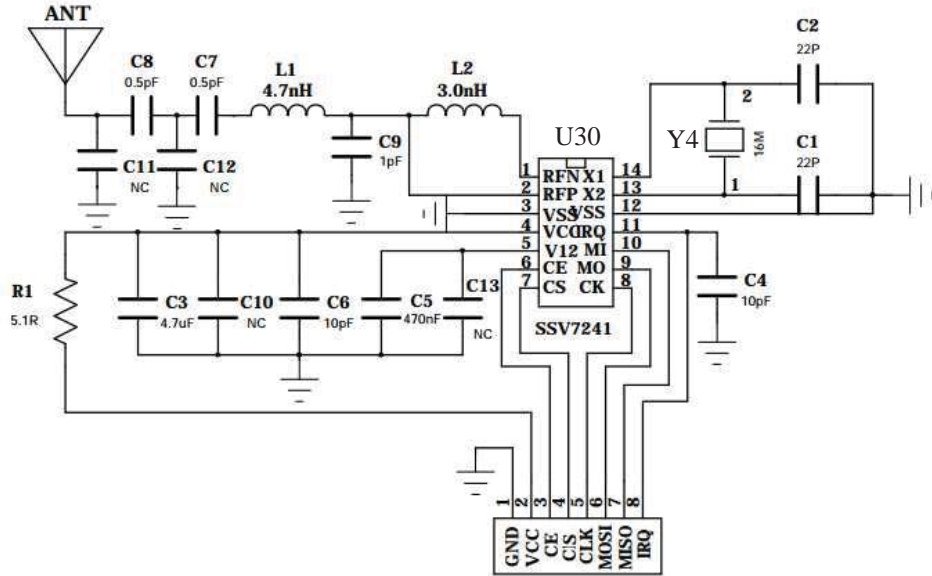 ANT
C8
0.5pF
C7
0.5pF
L1
4.7nH
L2
3.0nH
C2
22P
2
Y4
16M
1
C1
22P
C11
NC
C12
NC
C9
1pF
U30
1
2
3
4
5
6
7
RFN X1
RFP X2
VSS VSS
VCC IRQ
V12 MI
CE MO
CS CK
14
13
12
11
10
9
8
SSV7241
R1
5.1R
C3
4.7uF
C10
NC
C6
10pF
C5
470nF
C13
NC
C4
10pF
1 2 3 4 5 6 7 8
GND
VCC
CE
CS
CLK
MOSI
MISO
IRQ